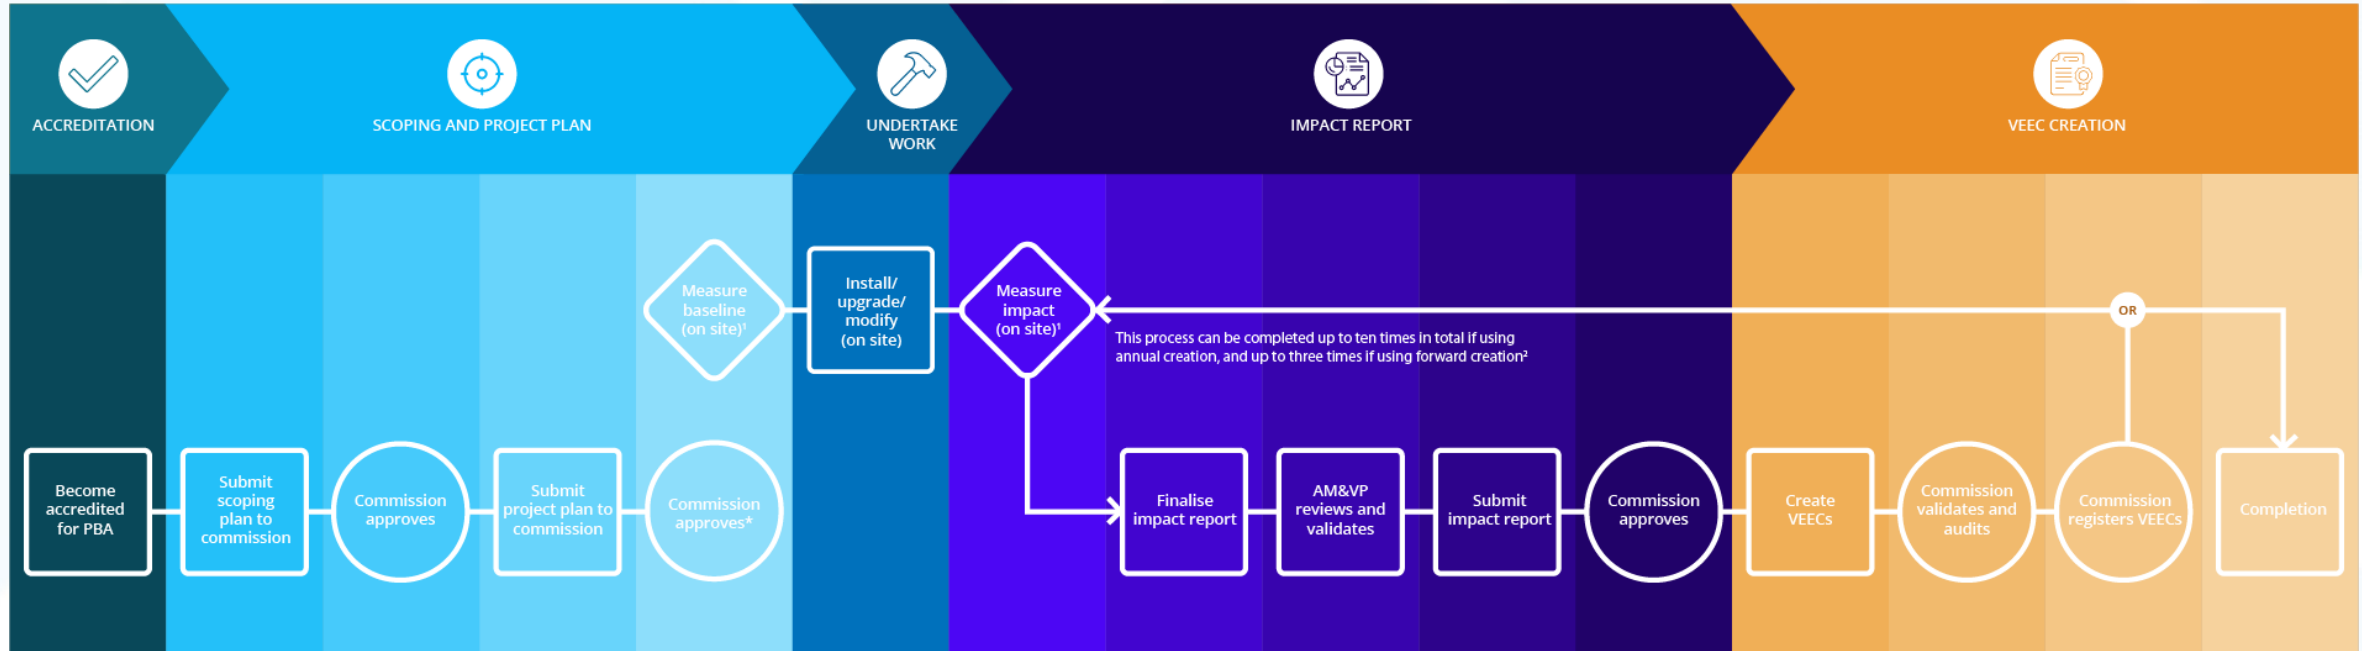 ACCREDITATION
SCOPING AND PROJECT PLAN
UNDERTAKE
WORK
IMPACT REPORT
VEEC CREATION
Measure
baseline
(on site)¹
Install/
upgrade/
modify
(on site)
Measure
impact
(on site)¹
OR
This process can be completed up to ten times in total if using
annual creation, and up to three times if using forward creation²
Become
accredited
for PBA
Submit
scoping
plan to
commission
Commission
approves
Submit
project plan to
commission
Commission
approves*
Finalise
impact report
AM&VP
reviews and
validates
Submit
impact report
Commission
approves
Create
VEECs
Commission
validates and
audits
Commission
registers VEECs
Completion